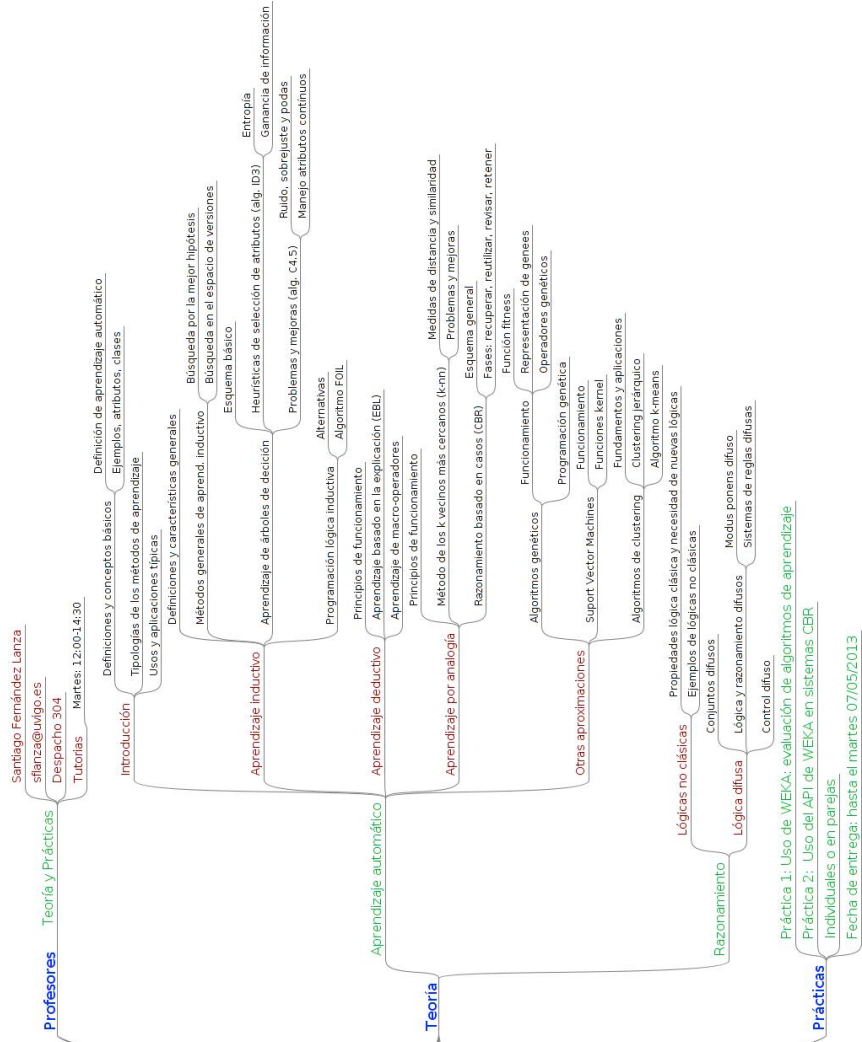 Profesores
Teoría y Prácticas
Santiago Fernández Lanza
sflanza@uvigo.es
Despacho 304
Tutorías
Martes: 12:00-14:30
Teoría
Aprendizaje automático
Introducción
Definiciones y conceptos básicos
Definición de aprendizaje automático
Ejemplos, atributos, clases
Tipologías de los métodos de aprendizaje
Usos y aplicaciones típicas
Aprendizaje inductivo
Definiciones y características generales
Métodos generales de aprend. inductivo
Búsqueda por la mejor hipótesis
Búsqueda en el espacio de versiones
Aprendizaje de árboles de decición
Esquema básico
Heurísticas de selección de atributos (alg. ID3)
Entropía
Ganancia de información
Problemas y mejoras (alg. C4.5)
Ruido, sobrejuste y podas
Manejo atributos contínuos
Programación lógica inductiva
Alternativas
Algoritmo FOIL
Aprendizaje deductivo
Principios de funcionamiento
Aprendizaje basado en la explicación (EBL)
Aprendizaje de macro-operadores
Aprendizaje por analogía
Principios de funcionamiento
Método de los k vecinos más cercanos (k-nn)
Medidas de distancia y similaridad
Problemas y mejoras
Razonamiento basado en casos (CBR)
Esquema general
Fases: recuperar, reutilizar, revisar, retener
Otras aproximaciones
Algoritmos genéticos
Funcionamiento
Función fitness
Representación de genees
Operadores genéticos
Programación genética
Suport Vector Machines
Funcionamiento
Funciones kernel
Algoritmos de clustering
Fundamentos y aplicaciones
Clustering jerárquico
Algoritmo k-means
Razonamiento
Lógicas no clásicas
Propiedades lógica clásica y necesidad de nuevas lógicas
Ejemplos de lógicas no clásicas
Lógica difusa
Conjuntos difusos
Lógica y razonamiento difusos
Modus ponens difuso
Sistemas de reglas difusas
Control difuso
Prácticas
Práctica 1: Uso de WEKA: evaluación de algoritmos de aprendizaje
Práctica 2: Uso del API de WEKA en sistemas CBR
Individuales o en parejas
Fecha de entrega: hasta el martes 07/05/2013